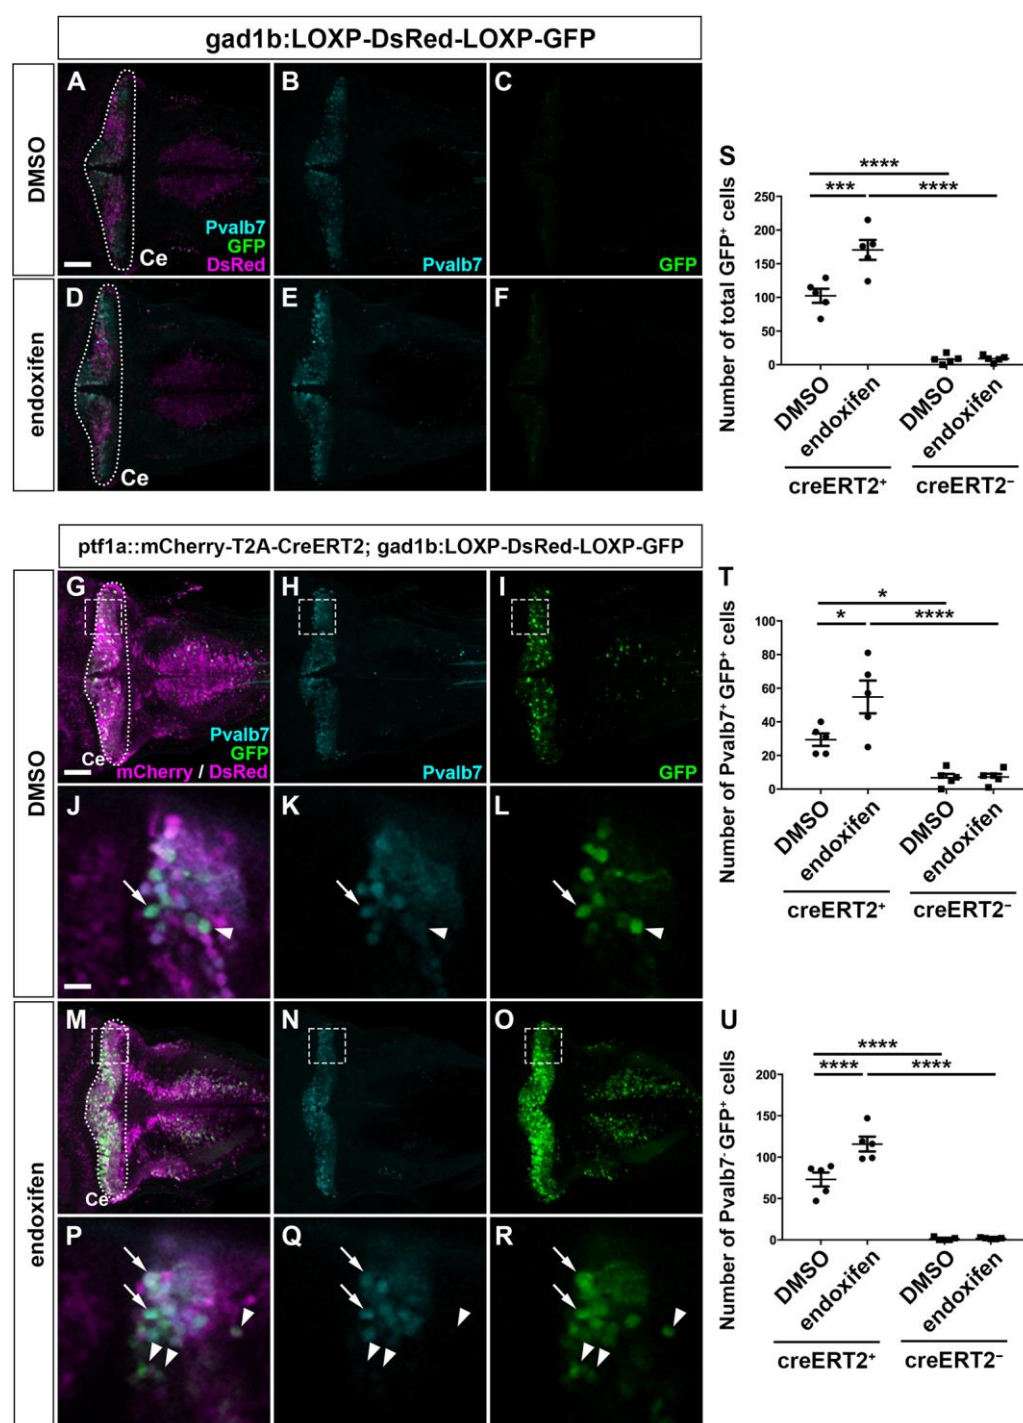 gad1b:LOXP-DsRed-LOXP-GFP
DMSO
A
B
C
Pvalb7
GFP
DsRed
Ce
Pvalb7
GFP
endoxifen
D
E
F
Ce
ptf1a::mCherry-T2A-CreERT2; gad1b:LOXP-DsRed-LOXP-GFP
DMSO
G
H
I
Pvalb7
GFP
Ce
mCherry / DsRed
Pvalb7
GFP
J
K
L
endoxifen
M
N
O
Ce
P
Q
R
S
****
*** ****
Number of total GFP⁺ cells
250
200
150
100
50
0
DMSO
endoxifen
DMSO
endoxifen
creERT2⁺ creERT2⁻
T
*
* ****
Number of Pvalb7⁺ GFP⁺ cells
100
80
60
40
20
0
DMSO
endoxifen
DMSO
endoxifen
creERT2⁺ creERT2⁻
U
****
**** ****
Number of Pvalb7⁻ GFP⁺ cells
200
150
100
50
0
DMSO
endoxifen
DMSO
endoxifen
creERT2⁺ creERT2⁻